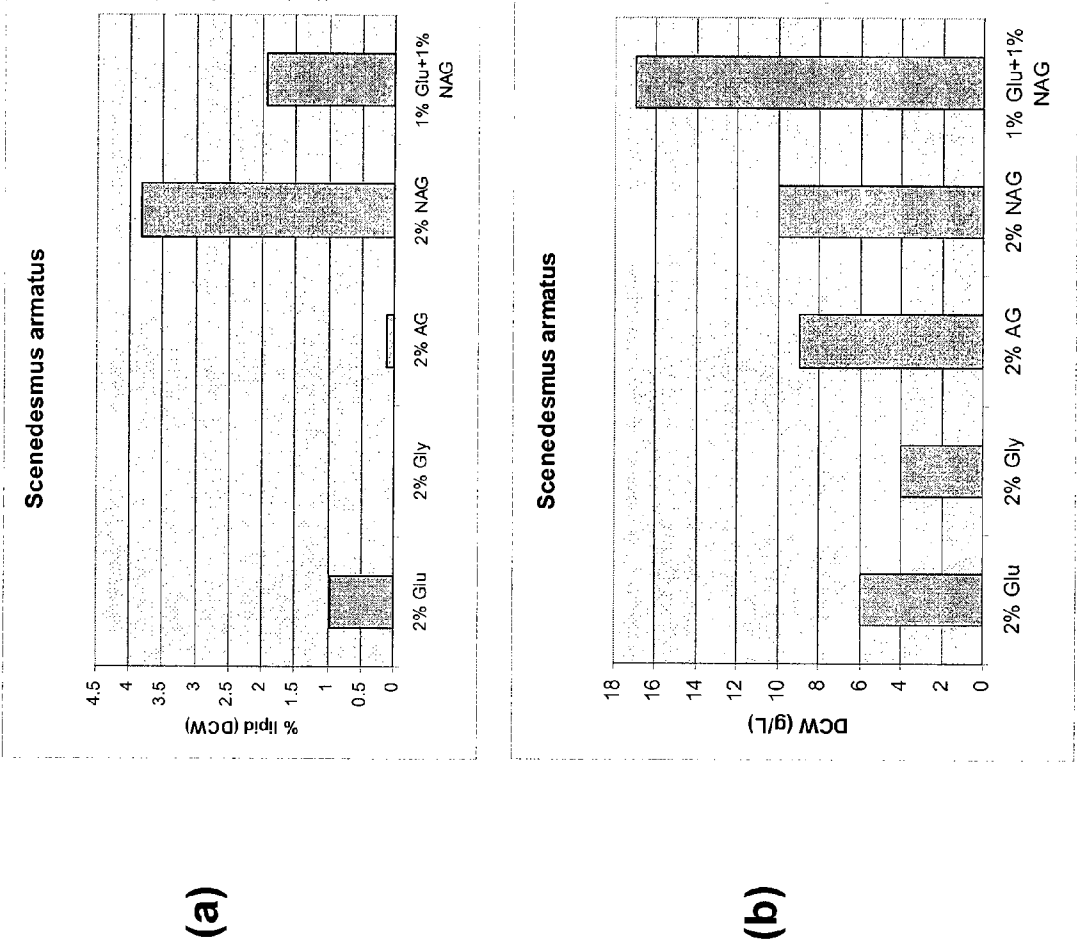 (a)
Scenedesmus armatus
% lipid (DCW)
4.5
4
3.5
3
2.5
2
1.5
1
0.5
0
2% Glu
2% Gly
2% AG
2% NAG
1% Glu+1%
NAG
(b)
Scenedesmus armatus
DCW (g/L)
18
16
14
12
10
8
6
4
2
0
2% Glu
2% Gly
2% AG
2% NAG
1% Glu+1%
NAG